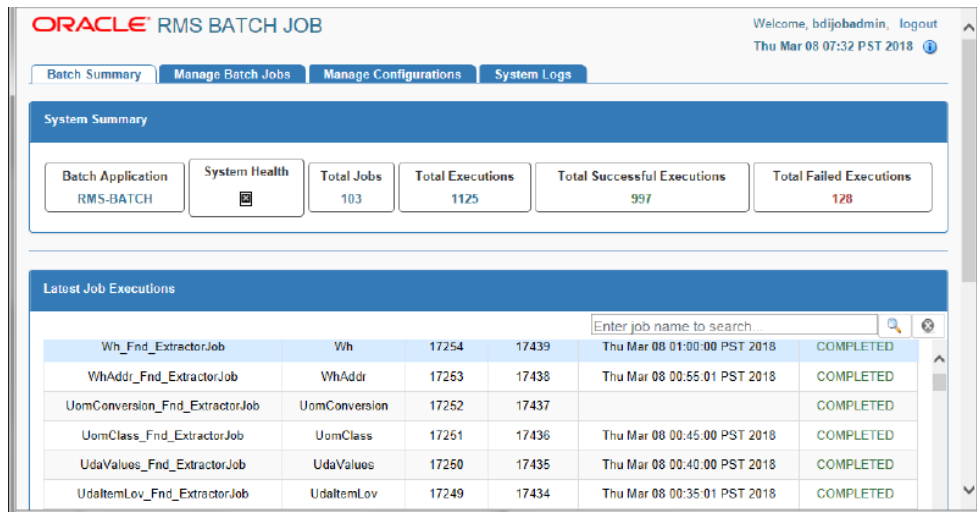 ORACLE® RMS BATCH JOB
Welcome, bdijobadmin, logout
Thu Mar 08 07:32 PST 2018
Batch Summary Manage Batch Jobs Manage Configurations System Logs
System Summary
Batch Application System Health Total Jobs Total Executions Total Successful Executions Total Failed Executions
RMS-BATCH 103 1125 997 128
Latest Job Executions
Enter job name to search...
Wh_Fnd_ExtractorJob Wh 17254 17439 Thu Mar 08 01:00:00 PST 2018 COMPLETED
WhAddr_Fnd_ExtractorJob WhAddr 17253 17438 Thu Mar 08 00:55:01 PST 2018 COMPLETED
UomConversion_Fnd_ExtractorJob UomConversion 17252 17437 COMPLETED
UomClass_Fnd_ExtractorJob UomClass 17251 17436 Thu Mar 08 00:45:00 PST 2018 COMPLETED
UdaValues_Fnd_ExtractorJob UdaValues 17250 17435 Thu Mar 08 00:40:00 PST 2018 COMPLETED
UdaItemLov_Fnd_ExtractorJob UdaItemLov 17249 17434 Thu Mar 08 00:35:01 PST 2018 COMPLETED